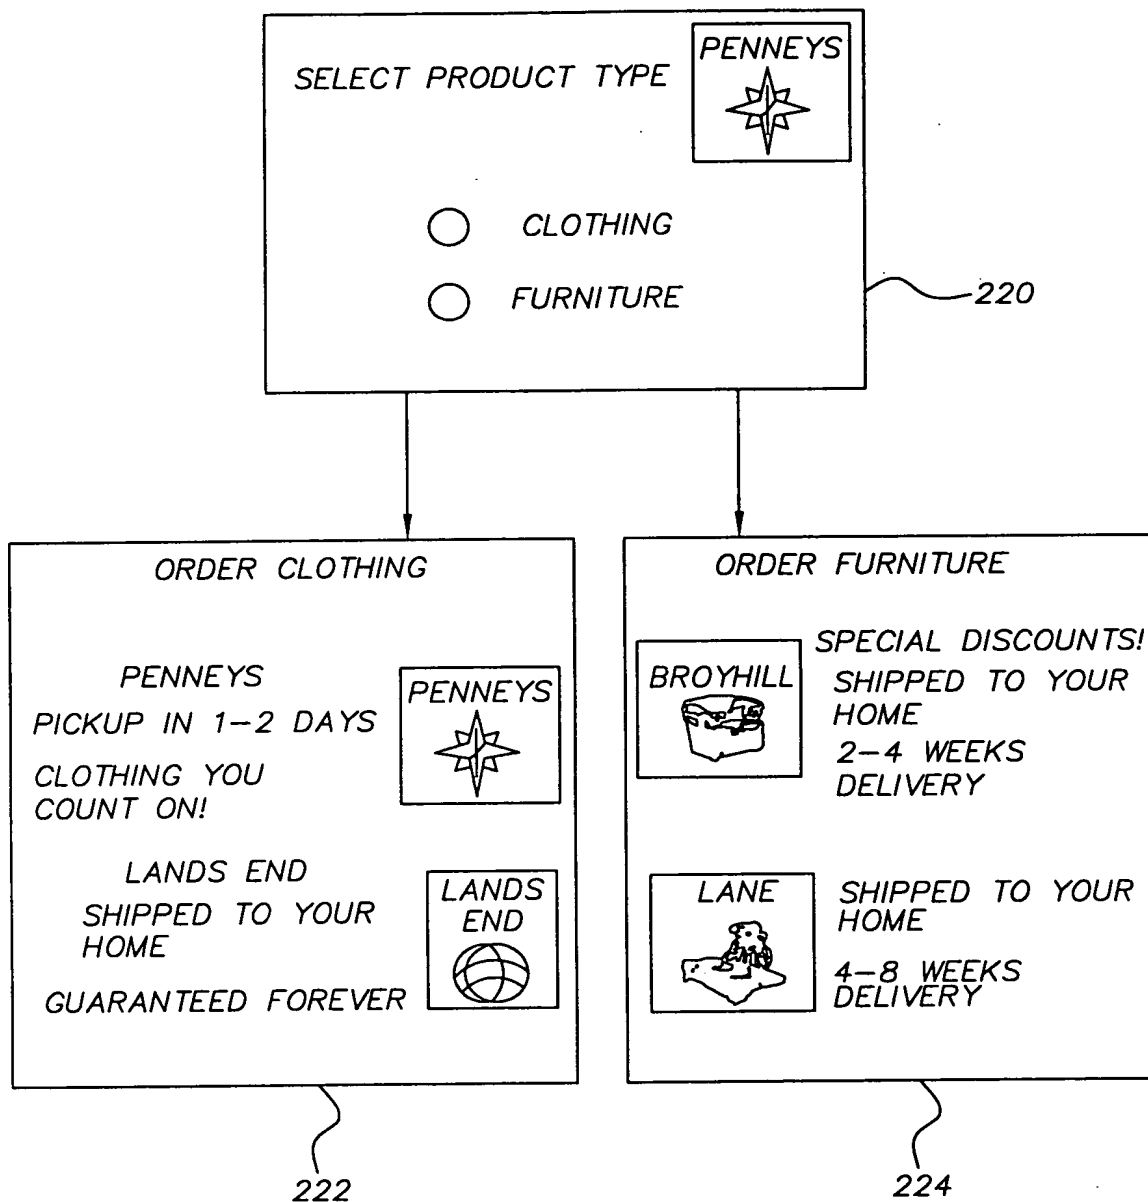 PENNEYS
SELECT PRODUCT TYPE
CLOTHING
FURNITURE
220
ORDER CLOTHING
PENNEYS
PICKUP IN 1-2 DAYS
CLOTHING YOU
COUNT ON!
PENNEYS
LANDS END
SHIPPED TO YOUR
HOME
GUARANTEED FOREVER
LANDS
END
222
ORDER FURNITURE
BROYHILL
SPECIAL DISCOUNTS!
SHIPPED TO YOUR
HOME
2-4 WEEKS
DELIVERY
LANE
SHIPPED TO YOUR
HOME
4-8 WEEKS
DELIVERY
224